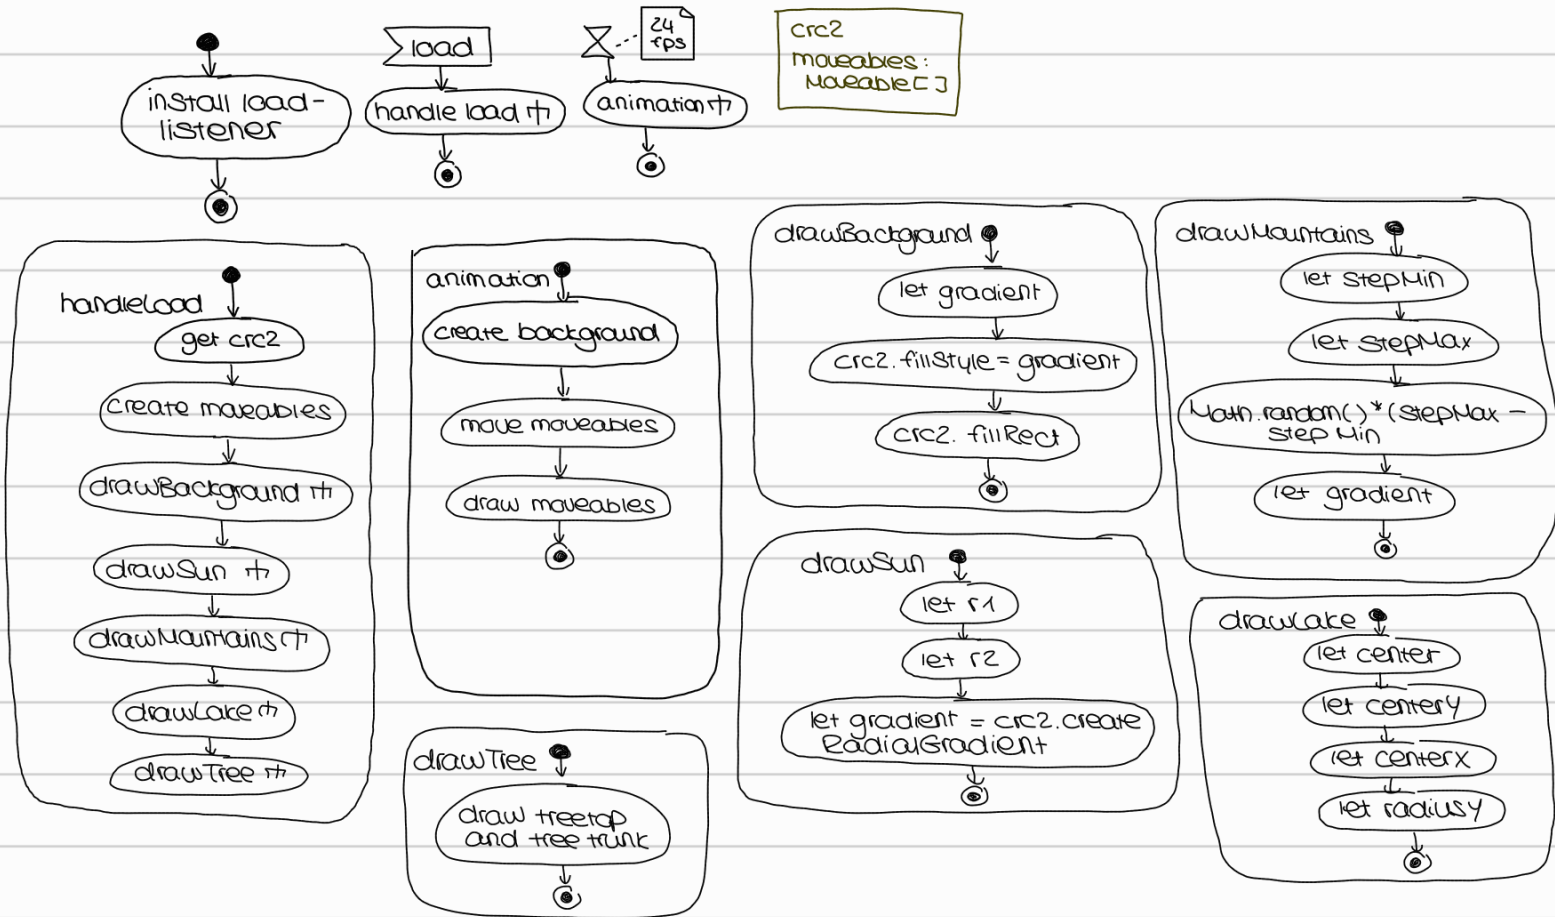 install load-
listener
load
handle load
24
fps
animation
crc2
moveables:
Moveable[]
handleLoad
get crc2
create moveables
drawBackground
drawSun
drawMountains
drawLake
drawTree
animation
create background
move moveables
draw moveables
drawTree
draw treetop
and tree trunk
drawBackground
let gradient
crc2.fillStyle = gradient
crc2. fillRect
drawSun
let r1
let r2
let gradient = crc2.create
RadialGradient
drawMountains
let stepMin
let stepMax
Math.random()*(stepMax -
stepMin
let gradient
drawLake
let center
let centerY
let centerX
let radiusY